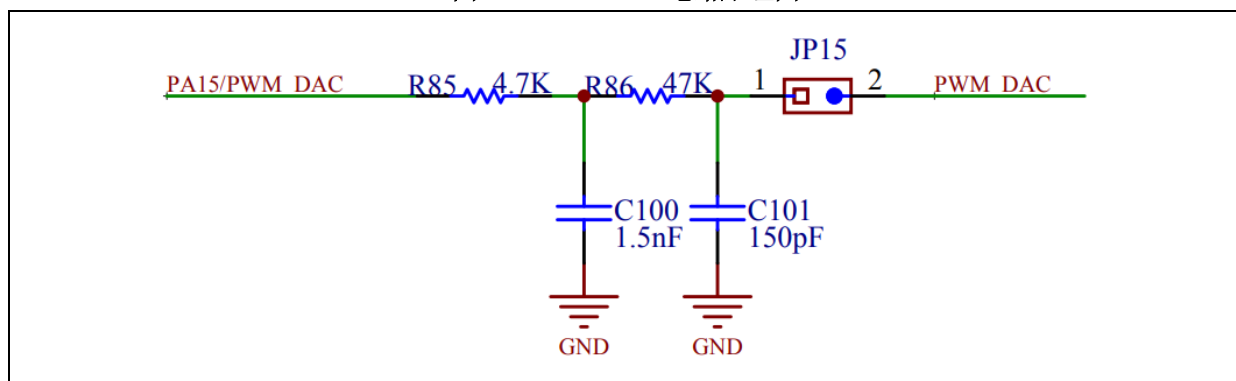 JP15
PA15/PWM_DAC R85 4.7K R86 47K 1 2 PWM_DAC
C100 C101
1.5nF 150pF
GND GND